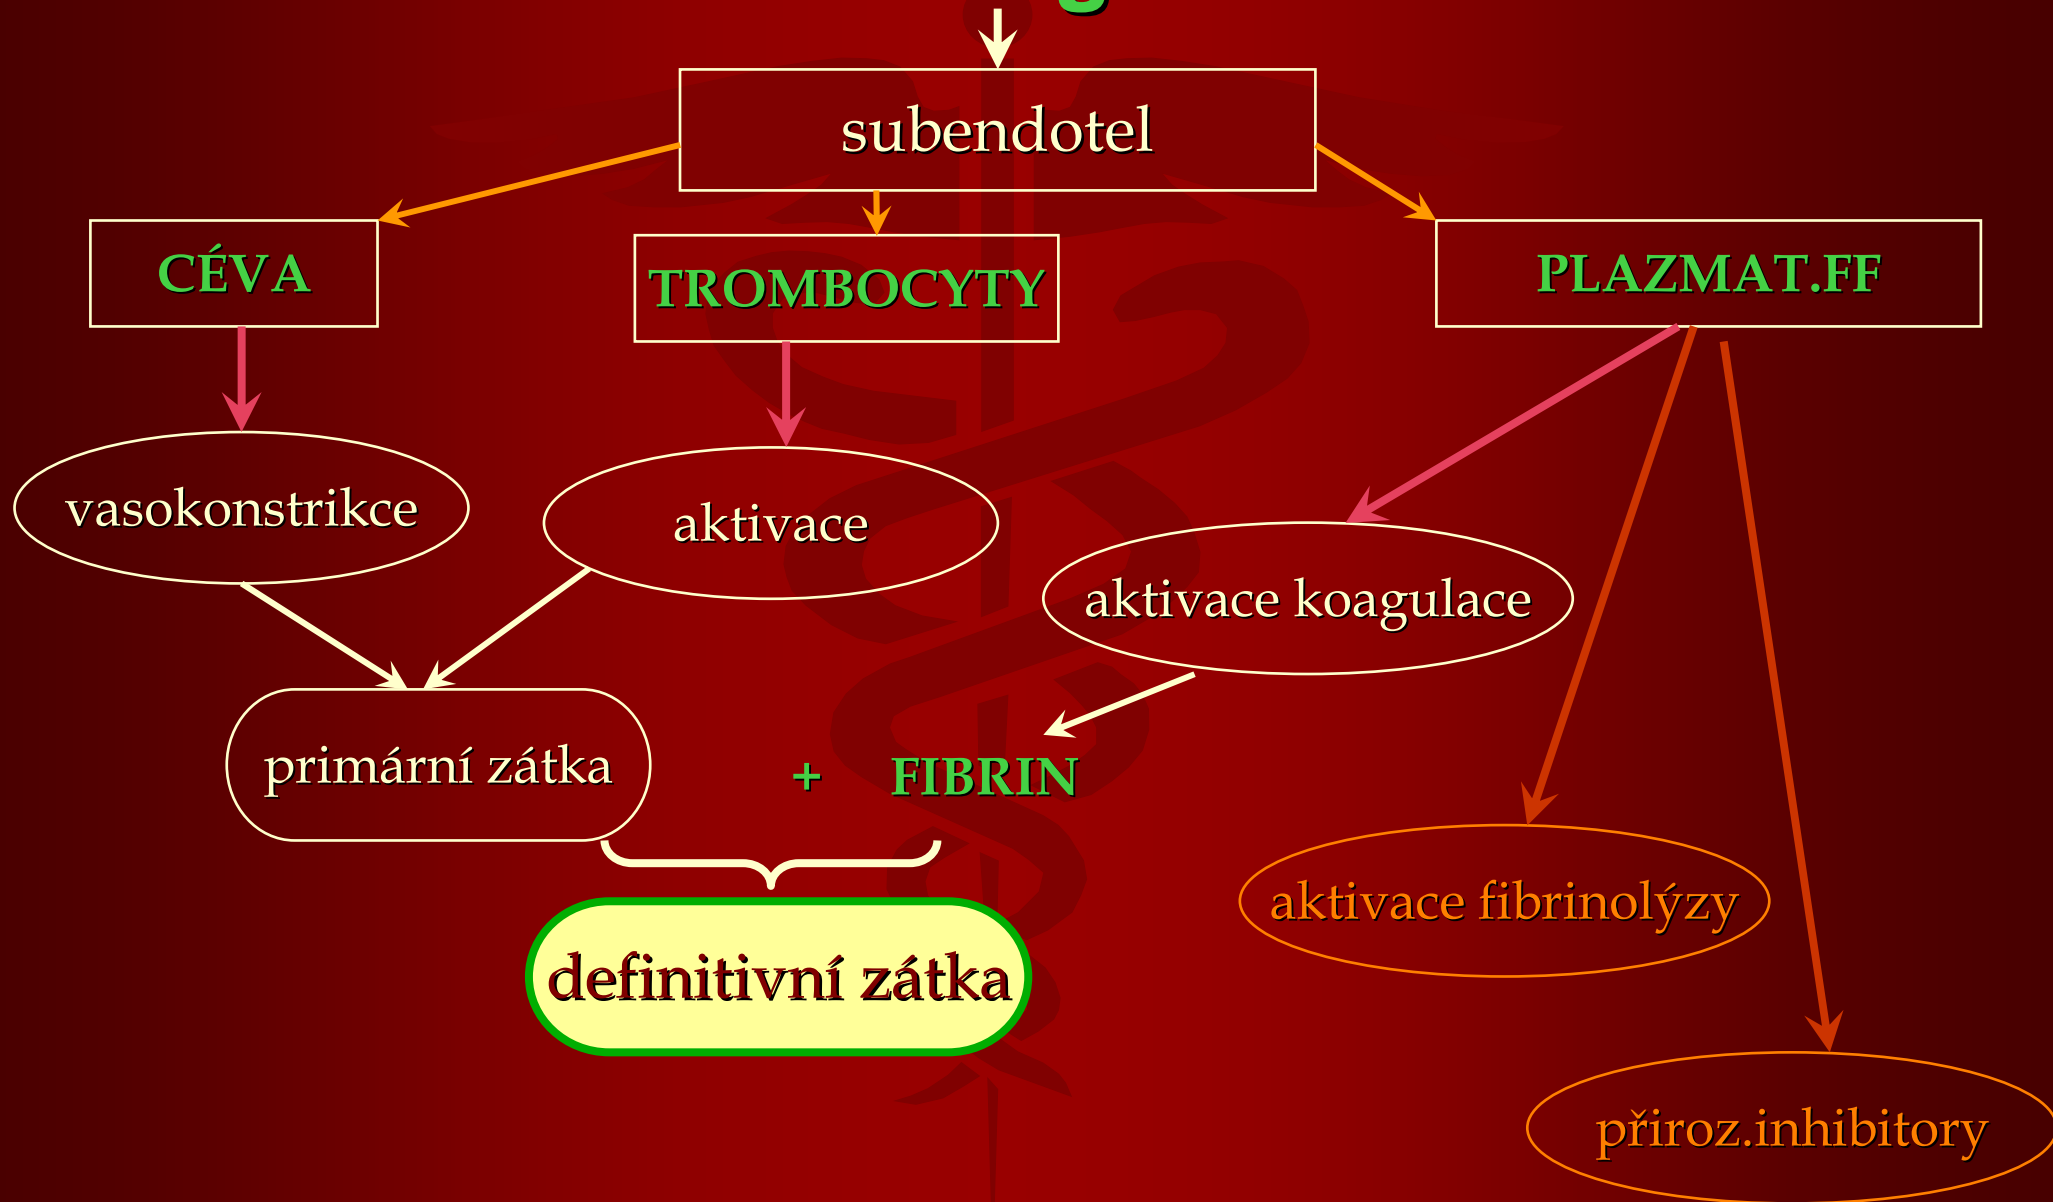 subendotel
CÉVA
TROMBOCYTY
PLAZMAT.FF
vasokonstrikce
aktivace
aktivace koagulace
primární zátka
+ FIBRIN
aktivace fibrinolýzy
definitivní zátka
přiroz.inhibitory